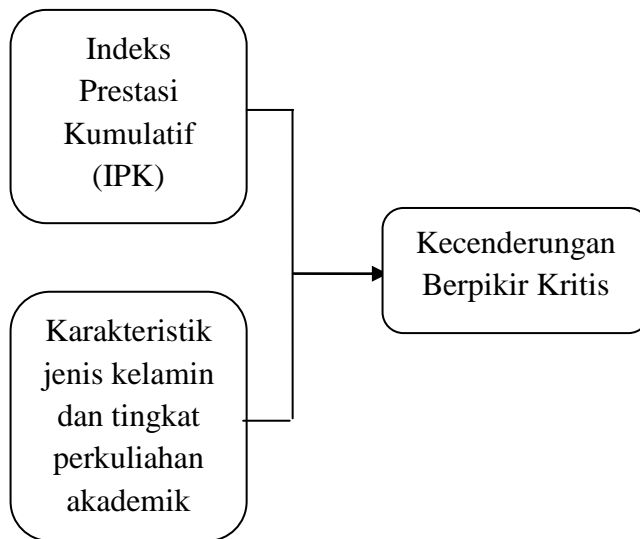 Indeks
Prestasi
Kumulatif
(IPK)
Kecenderungan
Berpikir Kritis
Karakteristik
jenis kelamin
dan tingkat
perkuliahan
akademik